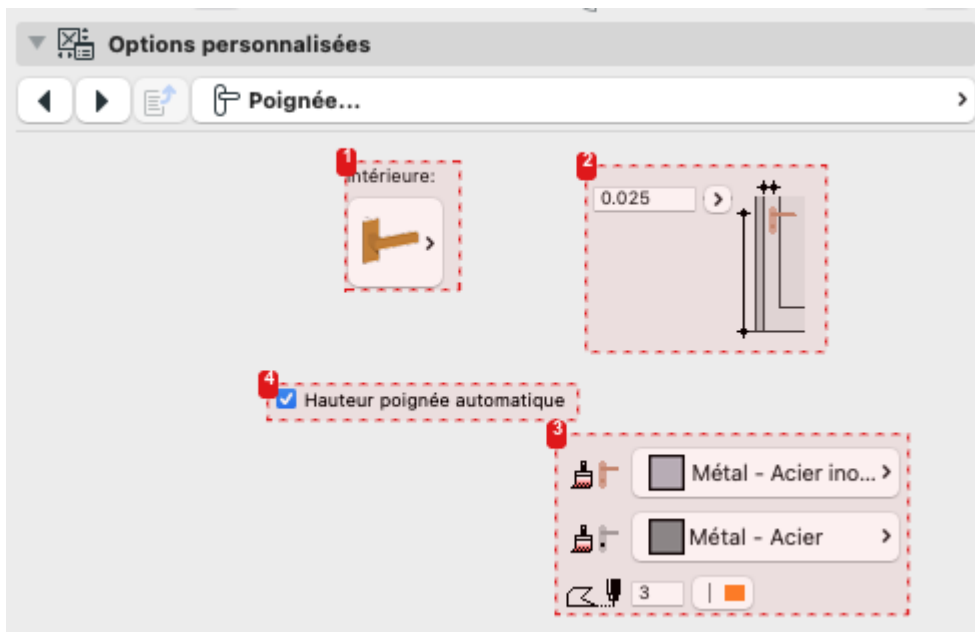 Options personnalisées
Poignée...
1
Intérieure:
2
0.025
4
Hauteur poignée automatique
3
Métal - Acier ino...
Métal - Acier
3